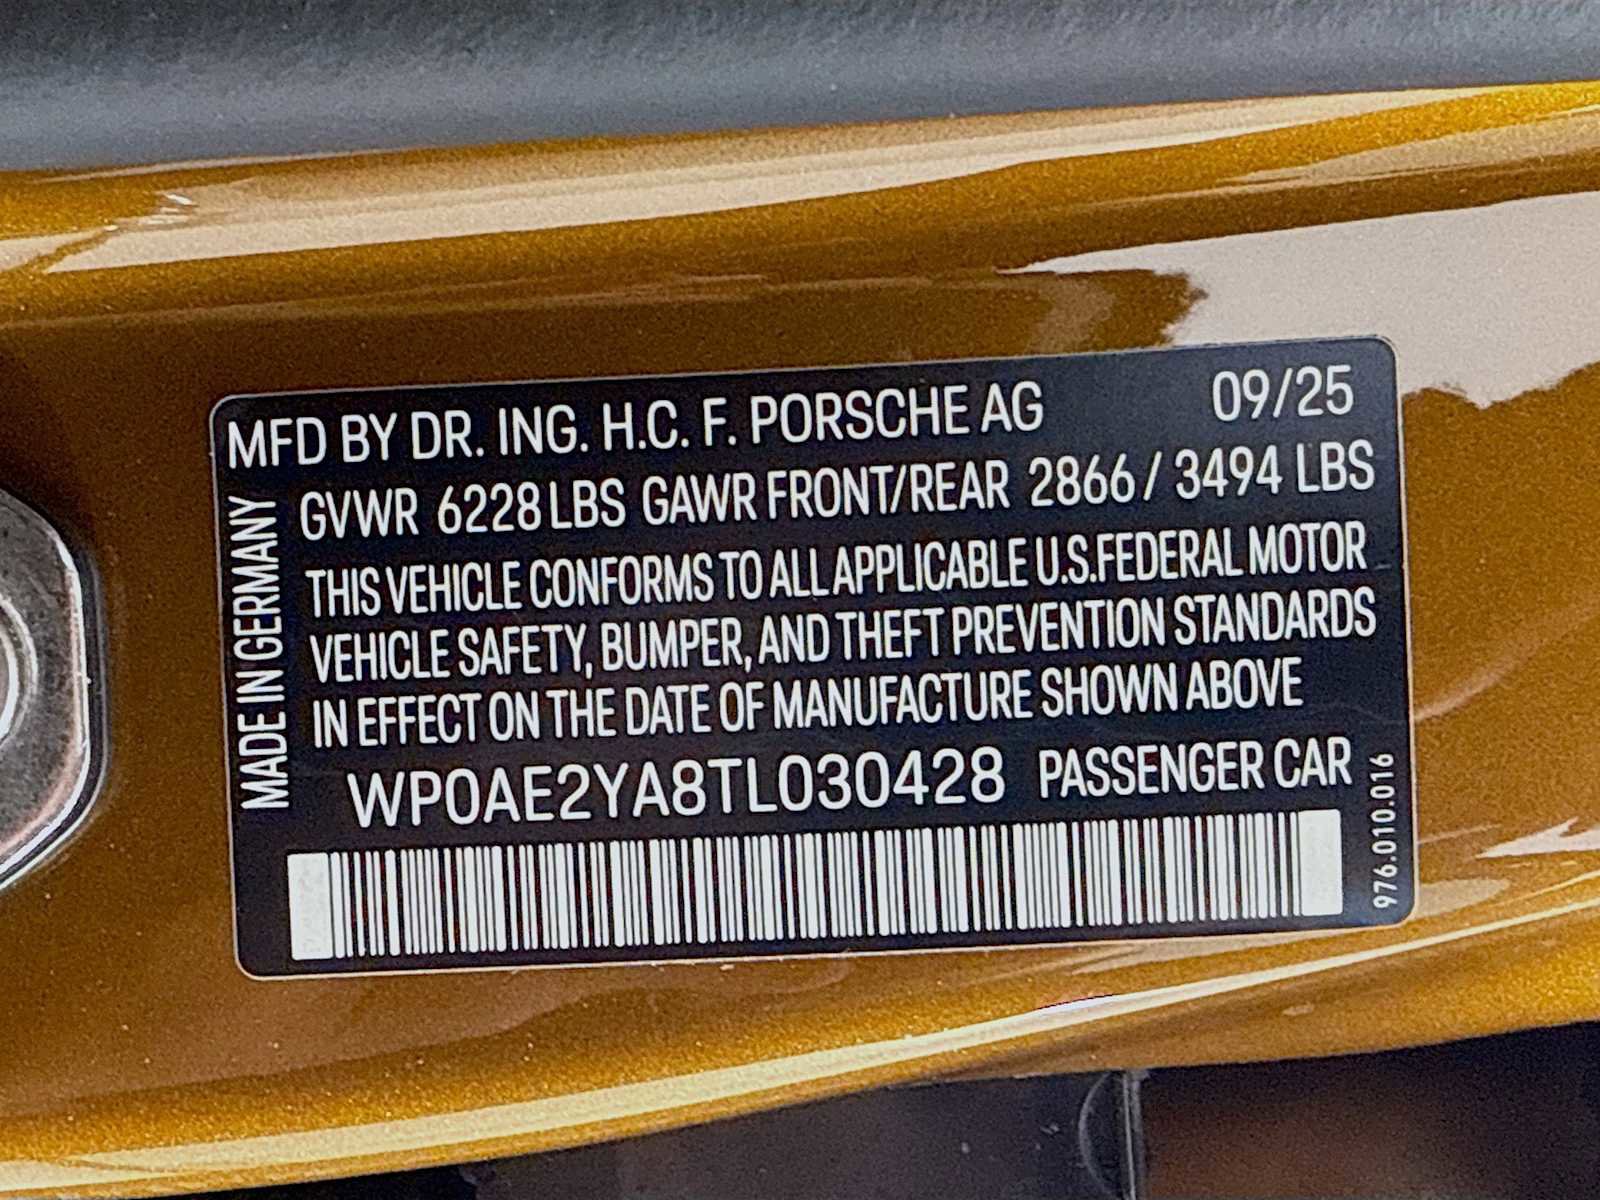 MFD BY DR. ING. H.C. F. PORSCHE AG 09/25
GVWR 6228 LBS GAWR FRONT/REAR 2866 / 3494 LBS
THIS VEHICLE CONFORMS TO ALL APPLICABLE U.S.FEDERAL MOTOR
VEHICLE SAFETY, BUMPER, AND THEFT PREVENTION STANDARDS
IN EFFECT ON THE DATE OF MANUFACTURE SHOWN ABOVE
WP0AE2YA8TL030428 PASSENGER CAR
MADE IN GERMANY
976.010.016